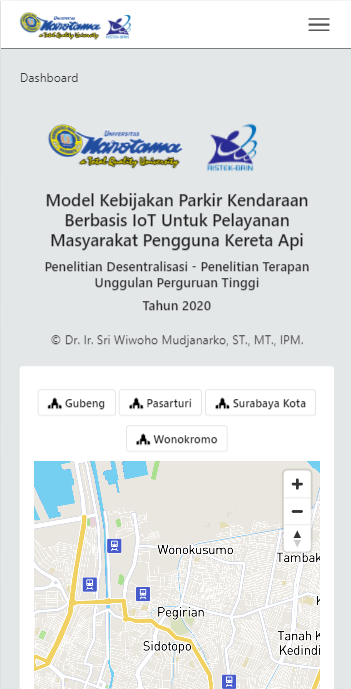 UNIVERSITAS
Narotama
a Total Quality University
RISTEK-BRIN
Dashboard
UNIVERSITAS
Narotama
a Total Quality University
RISTEK-BRIN
Model Kebijakan Parkir Kendaraan
Berbasis IoT Untuk Pelayanan
Masyarakat Pengguna Kereta Api
Penelitian Desentralisasi - Penelitian Terapan
Unggulan Perguruan Tinggi
Tahun 2020
© Dr. Ir. Sri Wiwoho Mudjanarko, ST., MT., IPM.
Gubeng
Pasarturi
Surabaya Kota
Wonokromo
Wonokusumo
Tambak
Pegirian
Sidotopo
Tanah K
Kedindi